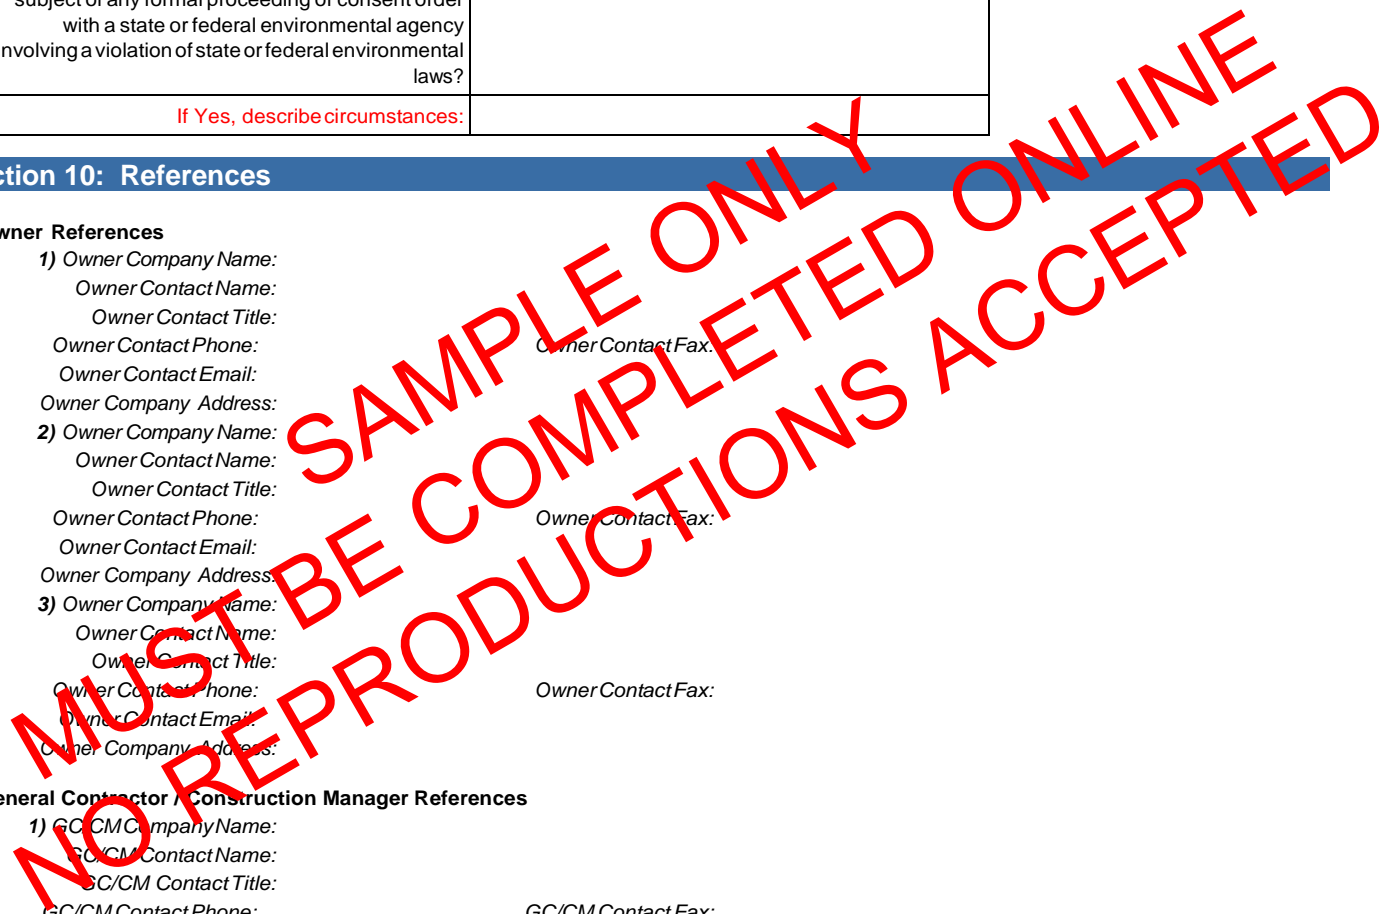 subject of any formal proceeding or consent order
with a state or federal environmental agency
nvolving a violation of state or federal environmental
laws?
If Yes, describe circumstances:
ction 10: References
wner References
1) Owner Company Name:
Owner Contact Name:
Owner Contact Title:
Owner Contact Phone: Owner Contact Fax:
Owner Contact Email:
Owner Company Address:
2) Owner Company Name:
Owner Contact Name:
Owner Contact Title:
Owner Contact Phone: Owner Contact Fax:
Owner Contact Email:
Owner Company Address:
3) Owner Company Name:
Owner Contact Name:
Owner Contact Title:
Owner Contact Phone: Owner Contact Fax:
Owner Contact Email:
Owner Company Address:
eneral Contractor / Construction Manager References
1) GC/CM Company Name:
GC/CM Contact Name:
GC/CM Contact Title:
GC/CM Contact Phone: GC/CM Contact Fax:
SAMPLE ONLY
MUST BE COMPLETED ONLINE
NO REPRODUCTIONS ACCEPTED